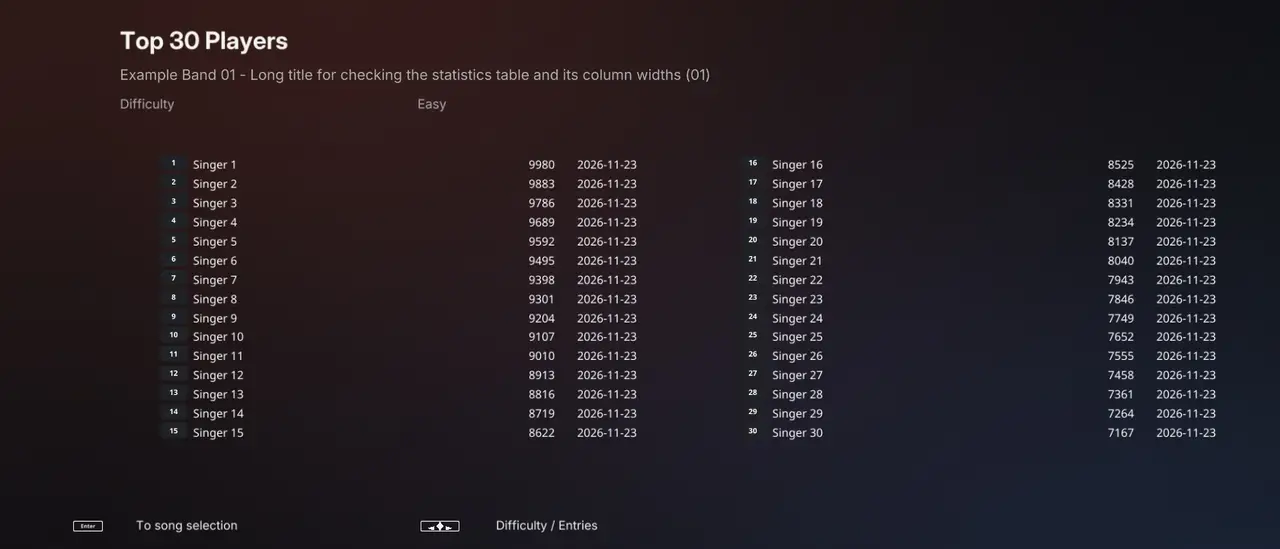 Top 30 Players
Example Band 01 - Long title for checking the statistics table and its column widths (01)
Difficulty Easy
1 Singer 1 9980 2026-11-23
2 Singer 2 9883 2026-11-23
3 Singer 3 9786 2026-11-23
4 Singer 4 9689 2026-11-23
5 Singer 5 9592 2026-11-23
6 Singer 6 9495 2026-11-23
7 Singer 7 9398 2026-11-23
8 Singer 8 9301 2026-11-23
9 Singer 9 9204 2026-11-23
10 Singer 10 9107 2026-11-23
11 Singer 11 9010 2026-11-23
12 Singer 12 8913 2026-11-23
13 Singer 13 8816 2026-11-23
14 Singer 14 8719 2026-11-23
15 Singer 15 8622 2026-11-23
16 Singer 16 8525 2026-11-23
17 Singer 17 8428 2026-11-23
18 Singer 18 8331 2026-11-23
19 Singer 19 8234 2026-11-23
20 Singer 20 8137 2026-11-23
21 Singer 21 8040 2026-11-23
22 Singer 22 7943 2026-11-23
23 Singer 23 7846 2026-11-23
24 Singer 24 7749 2026-11-23
25 Singer 25 7652 2026-11-23
26 Singer 26 7555 2026-11-23
27 Singer 27 7458 2026-11-23
28 Singer 28 7361 2026-11-23
29 Singer 29 7264 2026-11-23
30 Singer 30 7167 2026-11-23
Enter To song selection Difficulty / Entries